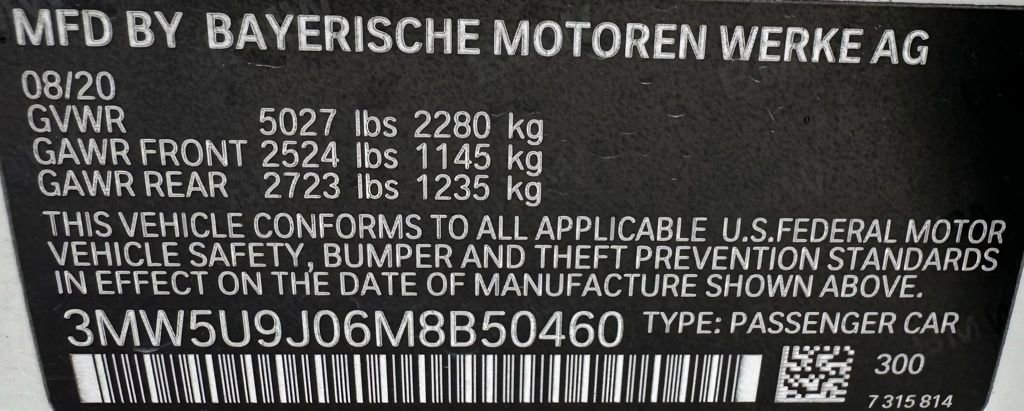 MFD BY BAYERISCHE MOTOREN WERKE AG
08/20
GVWR 5027 lbs 2280 kg
GAWR FRONT 2524 lbs 1145 kg
GAWR REAR 2723 lbs 1235 kg
THIS VEHICLE CONFORMS TO ALL APPLICABLE U.S.FEDERAL MOTOR
VEHICLE SAFETY, BUMPER AND THEFT PREVENTION STANDARDS
IN EFFECT ON THE DATE OF MANUFACTURE SHOWN ABOVE.
3MW5U9J06M8B50460 TYPE: PASSENGER CAR
300
7 315 814